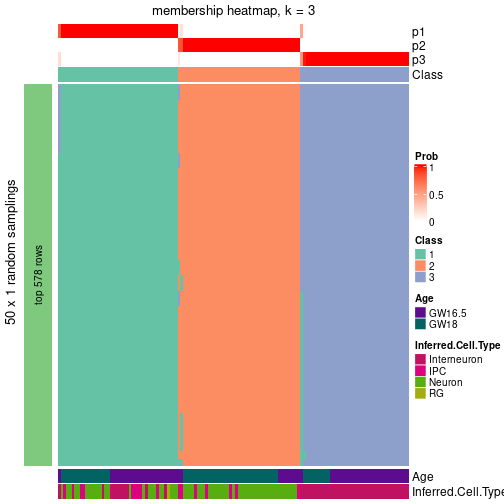 membership heatmap, k = 3
p1
p2
p3
Class
50 x 1 random samplings
top 578 rows
Prob
1
0.5
0
Class
1
2
3
Age
GW16.5
GW18
Inferred.Cell.Type
Interneuron
IPC
Neuron
RG
Age
Inferred.Cell.Type